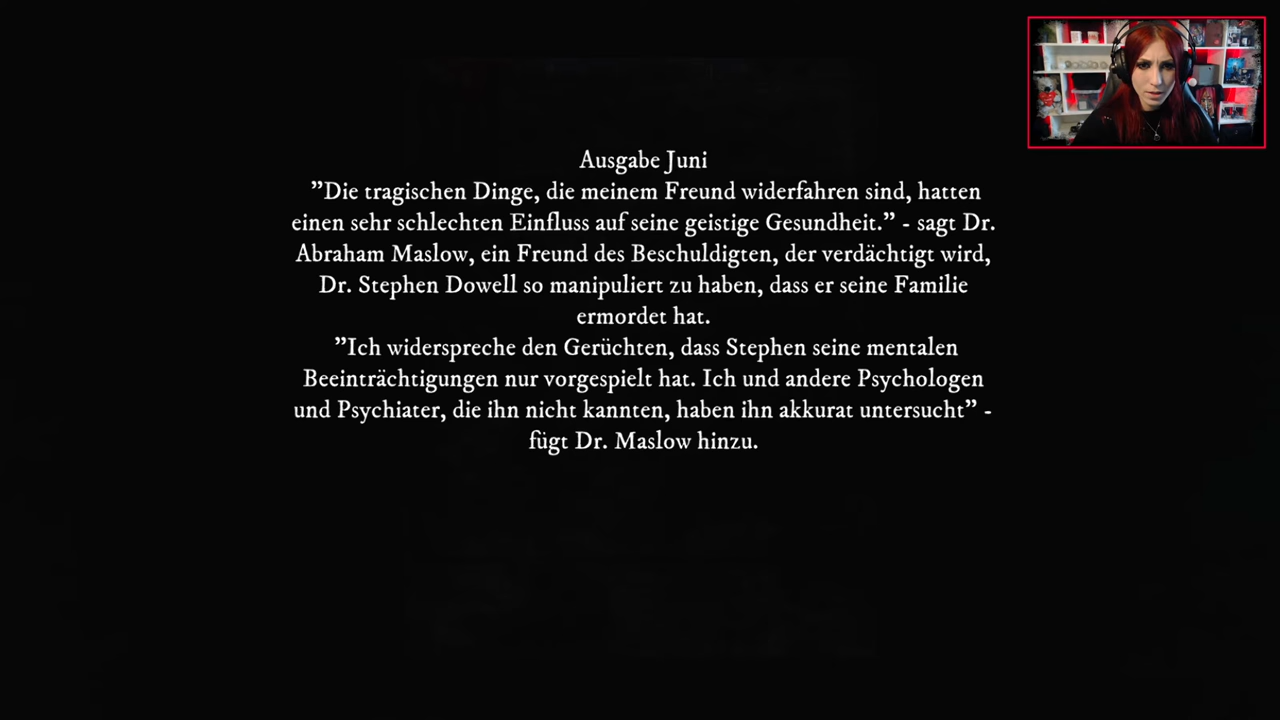 Ausgabe Juni
"Die tragischen Dinge, die meinem Freund widerfahren sind, hatten
einen sehr schlechten Einfluss auf seine geistige Gesundheit." - sagt Dr.
Abraham Maslow, ein Freund des Beschuldigten, der verdächtigt wird,
Dr. Stephen Dowell so manipuliert zu haben, dass er seine Familie
ermordet hat.
"Ich widerspreche den Gerüchten, dass Stephen seine mentalen
Beeinträchtigungen nur vorgespielt hat. Ich und andere Psychologen
und Psychiater, die ihn nicht kannten, haben ihn akkurat untersucht" -
fügt Dr. Maslow hinzu.